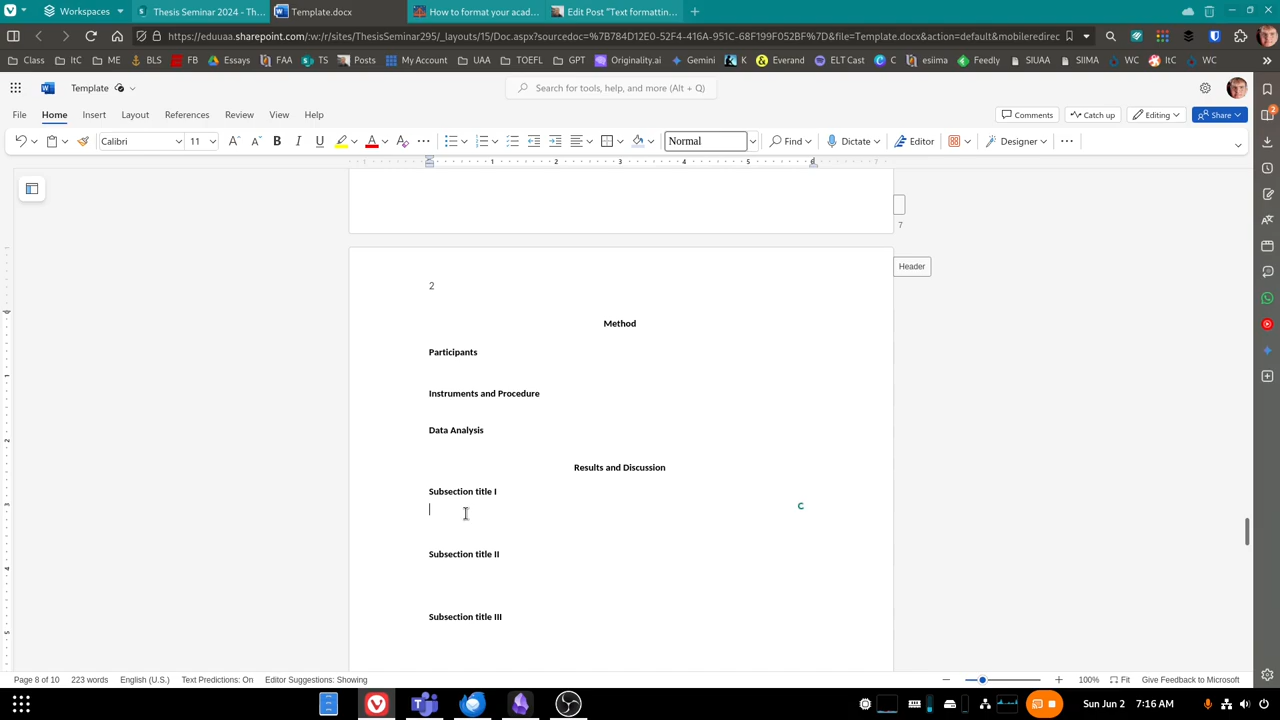 Workspaces
Thesis Seminar 2024 - Th...
Template.docx
How to format your acad...
Edit Post "Text formattin...
https://eduuaa.sharepoint.com/:w:/r/sites/ThesisSeminar295/_layouts/15/Doc.aspx?sourcedoc=%7B784D12E0-52F4-416A-951C-68F199F052BF%7D&file=Template.docx&action=default&mobileredirec
Class
ItC
ME
BLS
FB
Essays
TS
Posts
My Account
UAA
TOEFL
GPT
Originality.ai
Gemini
K
Everand
ELT Cast
C
esiima
Feedly
SIUAA
SIIMA
ItC
W
Template
Search for tools, help, and more (Alt + Q)
File Home Insert Layout References Review View Help
Comments Catch up Editing Share
Calibri 11 B I U A Normal Find Dictate Editor Designer
1 2 3 4 5 6 7
7
Header
2
Method
Participants
Instruments and Procedure
Data Analysis
Results and Discussion
Subsection title I
Subsection title II
Subsection title III
Page 8 of 10 223 words English (U.S.) Text Predictions: On Editor Suggestions: Showing 100% Fit Give Feedback to Microsoft
Sun Jun 2 7:16 AM